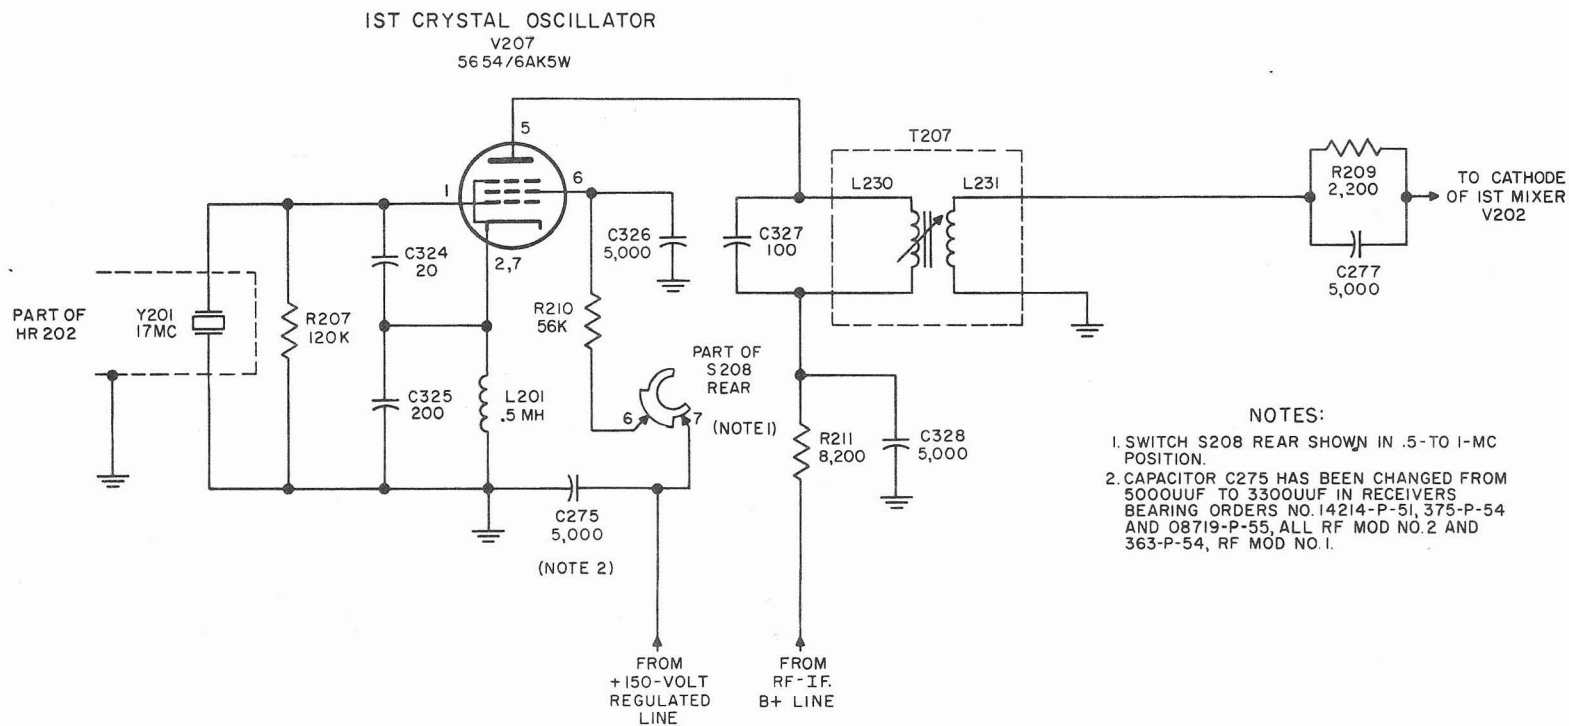 1ST CRYSTAL OSCILLATOR
V207
5654/6AK5W
5
1
6
2,7
C324
20
C326
5,000
C327
100
T207
L230
L231
R209
2,200
C277
5,000
TO CATHODE
OF 1ST MIXER
V202
PART OF
HR 202
Y201
17MC
R207
120K
C325
200
L201
.5 MH
R210
56K
PART OF
S208
REAR
6
7
(NOTE 1)
R211
8,200
C328
5,000
C275
5,000
(NOTE 2)
FROM
+150-VOLT
REGULATED
LINE
FROM
RF-IF.
B+ LINE
NOTES:
1. SWITCH S208 REAR SHOWN IN .5-TO 1-MC
POSITION.
2. CAPACITOR C275 HAS BEEN CHANGED FROM
5000UUF TO 3300UUF IN RECEIVERS
BEARING ORDERS NO. 14214-P-51, 375-P-54
AND 08719-P-55, ALL RF MOD NO. 2 AND
363-P-54, RF MOD NO. 1.